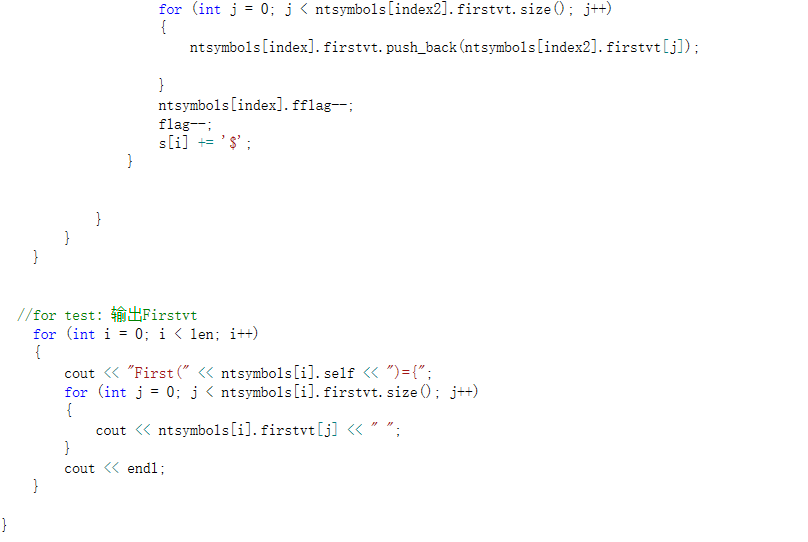 for (int j = 0; j < ntsymbols[index2].firstvt.size(); j++)
{
ntsymbols[index].firstvt.push_back(ntsymbols[index2].firstvt[j]);
}
ntsymbols[index].fflag--;
flag--;
s[i] += '$';
}
}
}
}
//for test: 输出Firstvt
for (int i = 0; i < len; i++)
{
cout << "First(" << ntsymbols[i].self << ")={";
for (int j = 0; j < ntsymbols[i].firstvt.size(); j++)
{
cout << ntsymbols[i].firstvt[j] << " ";
}
cout << endl;
}
}